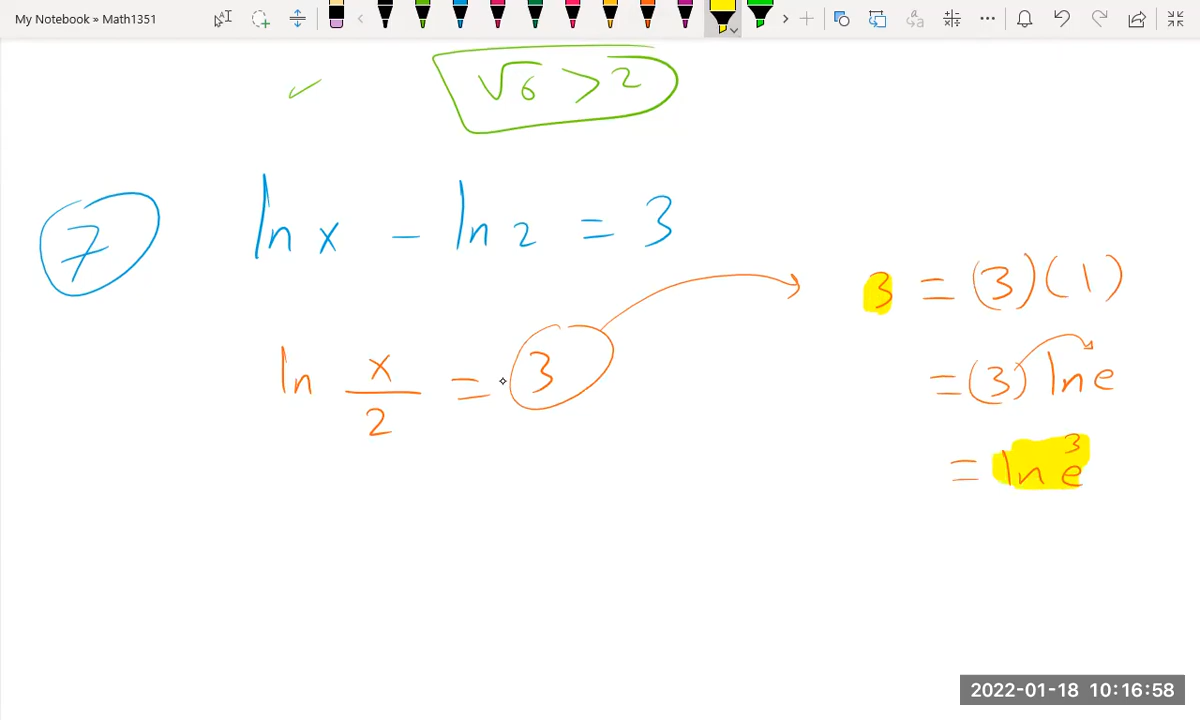 My Notebook » Math1351
√6 > 2
7
ln x - ln 2 = 3
3 = (3)(1)
ln x/2 = 3
= (3) ln e
= ln e³
2022-01-18 10:16:58